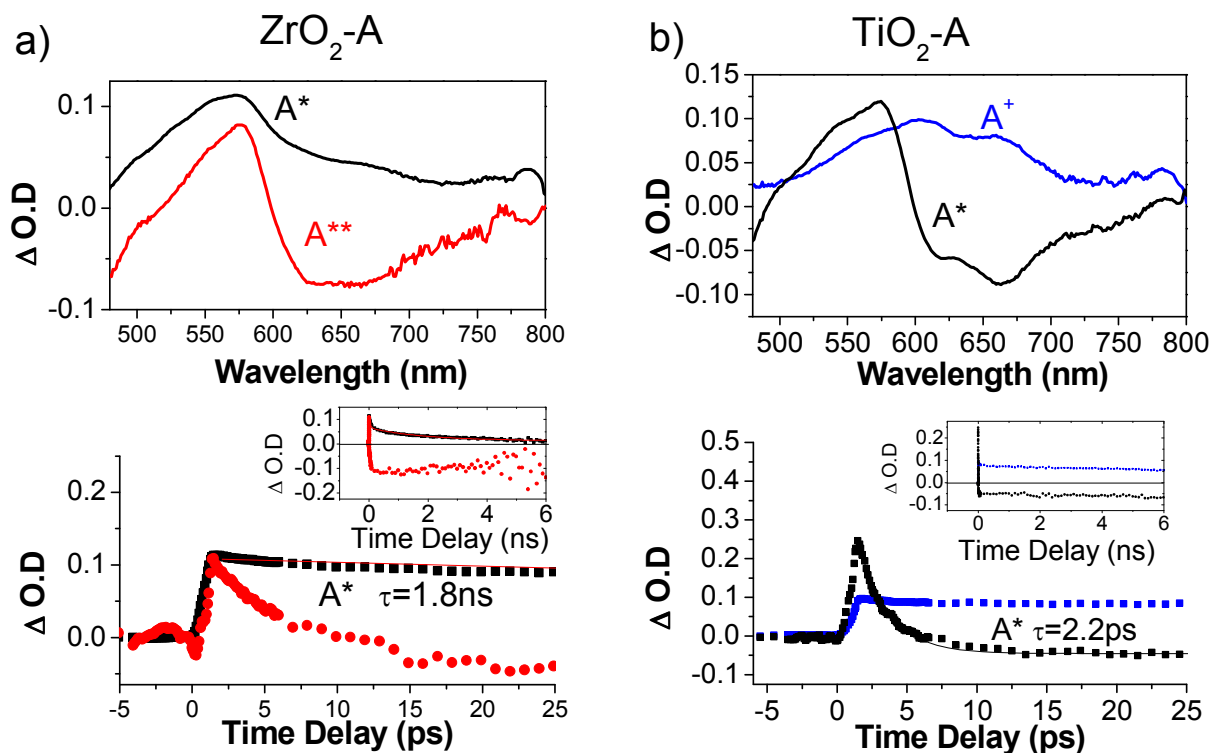 a)
ZrO₂-A
0.1
0.0
-0.1
Δ O.D
A*
A**
500 550 600 650 700 750 800
Wavelength (nm)
b)
TiO₂-A
0.15
0.10
0.05
0.00
-0.05
-0.10
Δ O.D
A⁺
A*
500 550 600 650 700 750 800
Wavelength (nm)
0.2
0.1
0.0
Δ O.D
0.1
0.0
-0.1
-0.2
Δ O.D
0 2 4 6
Time Delay (ns)
A* τ=1.8ns
-5 0 5 10 15 20 25
Time Delay (ps)
0.5
0.4
0.3
0.2
0.1
0.0
-0.1
Δ O.D
0.2
0.1
0.0
-0.1
Δ O.D
0 2 4 6
Time Delay (ns)
A* τ=2.2ps
-5 0 5 10 15 20 25
Time Delay (ps)